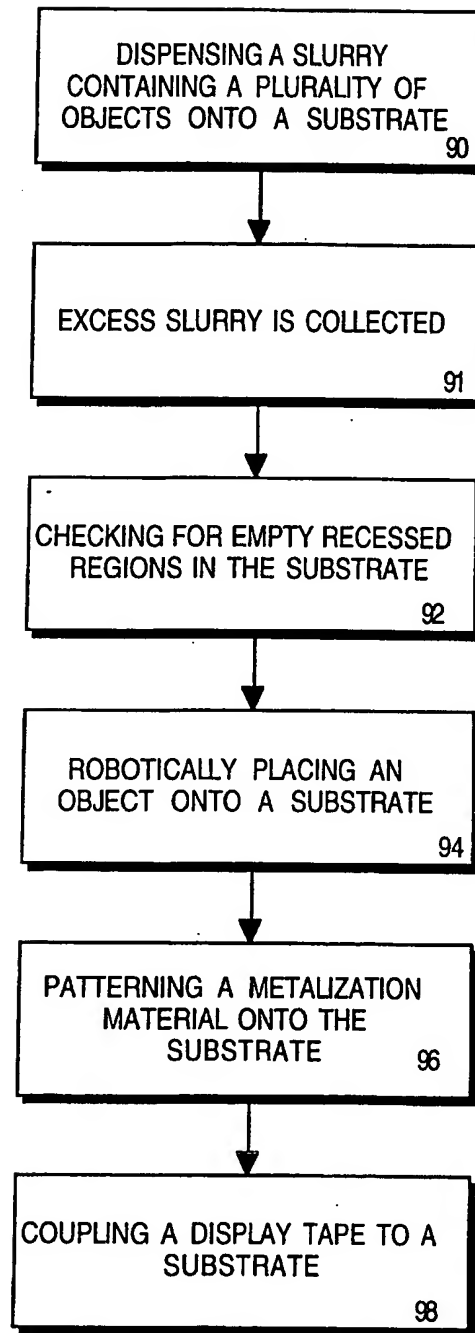 DISPENSING A SLURRY
CONTAINING A PLURALITY OF
OBJECTS ONTO A SUBSTRATE
90
EXCESS SLURRY IS COLLECTED
91
CHECKING FOR EMPTY RECESSED
REGIONS IN THE SUBSTRATE
92
ROBOTICALLY PLACING AN
OBJECT ONTO A SUBSTRATE
94
PATTERNING A METALIZATION
MATERIAL ONTO THE
SUBSTRATE
96
COUPLING A DISPLAY TAPE TO A
SUBSTRATE
98